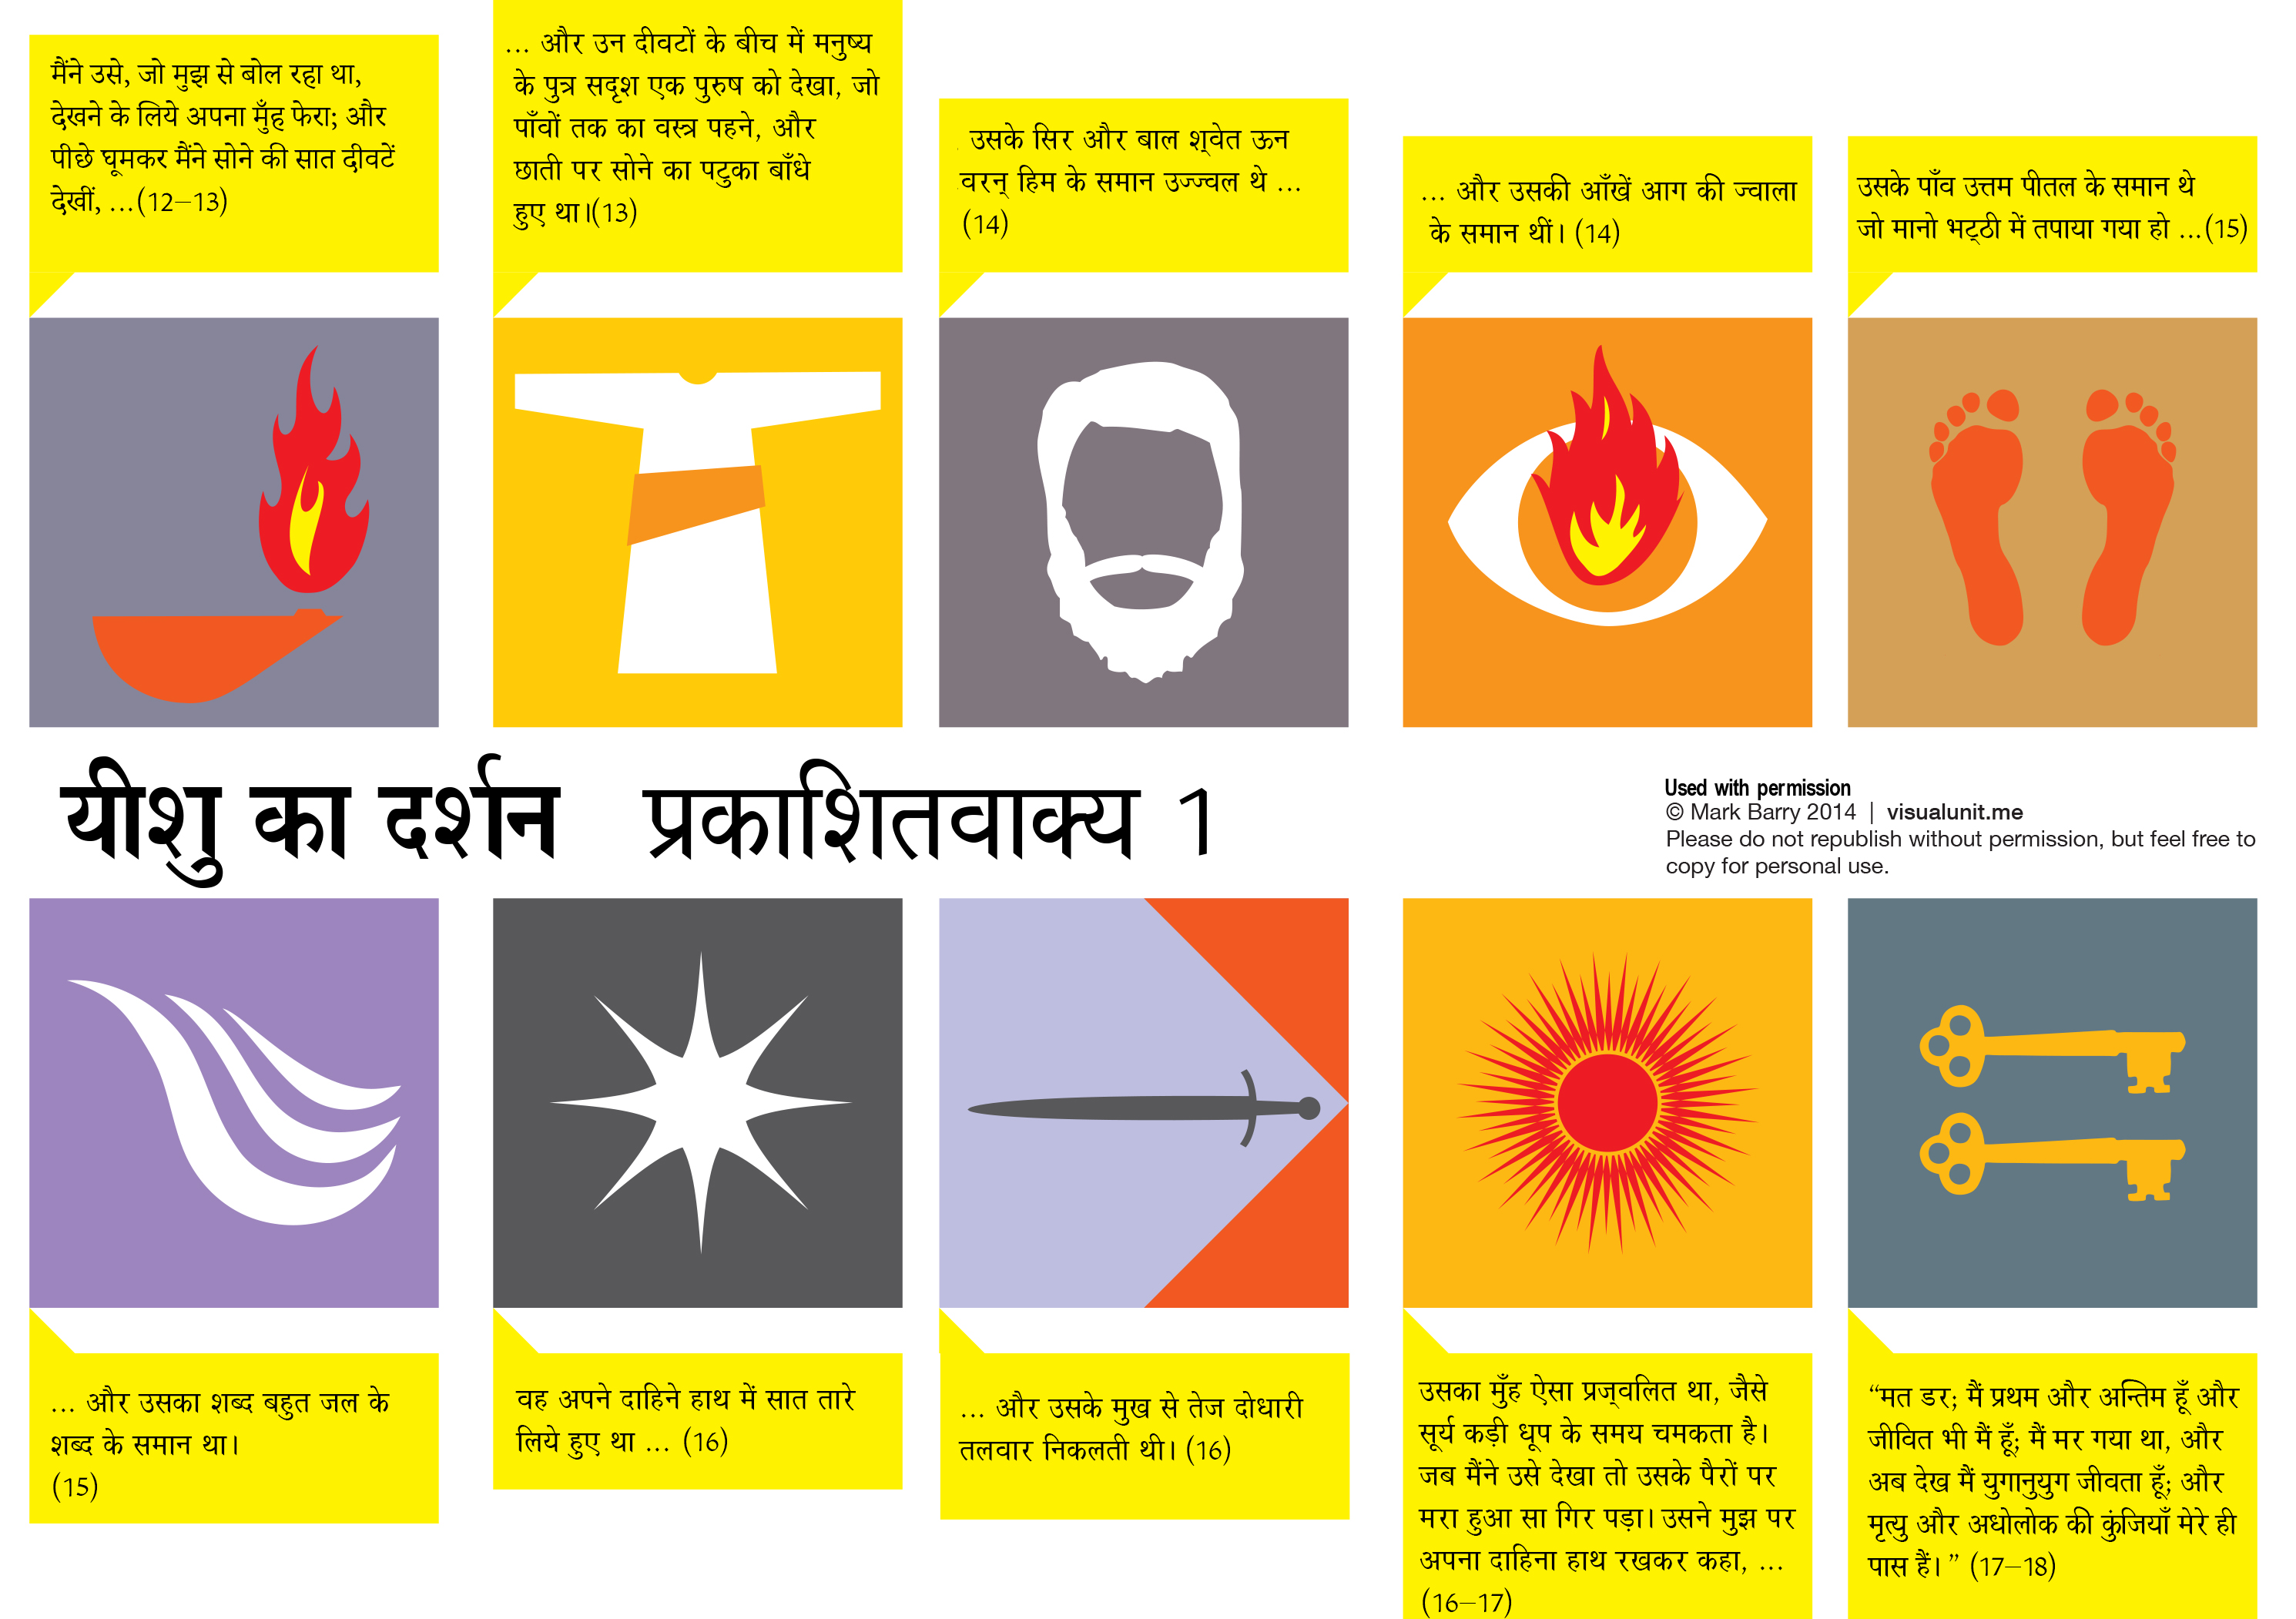 मैंने उसे, जो मुझ से बोल रहा था,
देखने के लिये अपना मुँह फेरा; और
पीछे घूमकर मैंने सोने की सात दीवटें
देखीं, ...(12–13)
... और उन दीवटों के बीच में मनुष्य
के पुत्र सदृश एक पुरुष को देखा, जो
पाँवों तक का वस्त्र पहने, और
छाती पर सोने का पटुका बाँधे
हुए था।(13)
उसके सिर और बाल श्‍वेत ऊन
वरन् हिम के समान उज्ज्वल थे ...
(14)
... और उसकी आँखें आग की ज्वाला
के समान थीं। (14)
उसके पाँव उत्तम पीतल के समान थे
जो मानो भट्‍ठी में तपाया गया हो ...(15)
यीशु का दर्शन प्रकाशितवाक्य 1
Used with permission
© Mark Barry 2014 | visualunit.me
Please do not republish without permission, but feel free to
copy for personal use.
... और उसका शब्द बहुत जल के
शब्द के समान था।
(15)
वह अपने दाहिने हाथ में सात तारे
लिये हुए था ... (16)
... और उसके मुख से तेज दोधारी
तलवार निकलती थी। (16)
उसका मुँह ऐसा प्रज्‍वलित था, जैसे
सूर्य कड़ी धूप के समय चमकता है।
जब मैंने उसे देखा तो उसके पैरों पर
मरा हुआ सा गिर पड़ा। उसने मुझ पर
अपना दाहिना हाथ रखकर कहा, ...
(16–17)
“मत डर; मैं प्रथम और अन्तिम हूँ और
जीवित भी मैं हूँ; मैं मर गया था, और
अब देख मैं युगानुयुग जीवता हूँ; और
मृत्यु और अधोलोक की कुंजियाँ मेरे ही
पास हैं। ” (17–18)